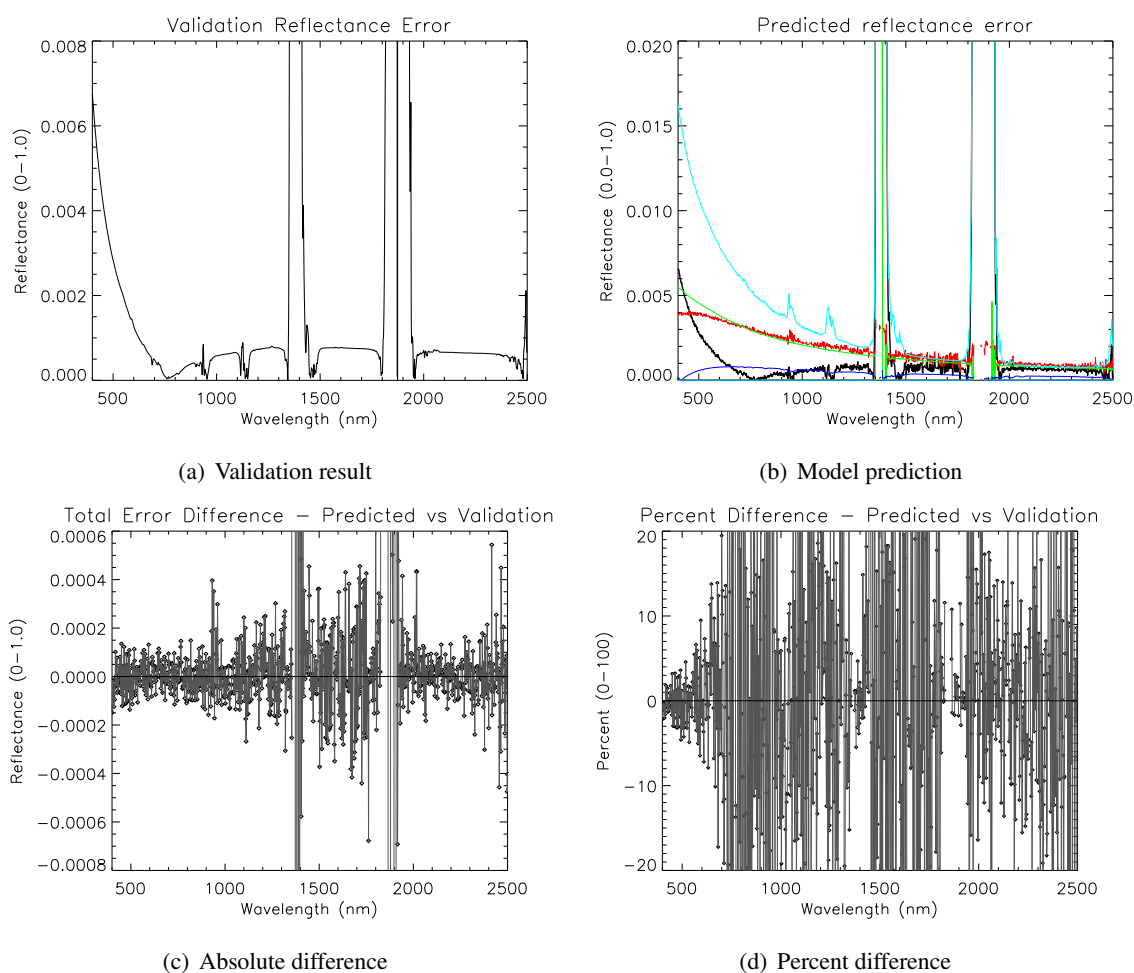 Validation Reflectance Error
Reflectance (0-1.0)
0.008
0.006
0.004
0.002
0.000
500 1000 1500 2000 2500
Wavelength (nm)
(a) Validation result
Predicted reflectance error
Reflectance (0.0-1.0)
0.020
0.015
0.010
0.005
0.000
500 1000 1500 2000 2500
Wavelength (nm)
(b) Model prediction
Total Error Difference - Predicted vs Validation
Reflectance (0-1.0)
0.0006
0.0004
0.0002
0.0000
-0.0002
-0.0004
-0.0006
-0.0008
500 1000 1500 2000 2500
Wavelength (nm)
(c) Absolute difference
Percent Difference - Predicted vs Validation
Percent (0-100)
20
10
0
-10
-20
500 1000 1500 2000 2500
Wavelength (nm)
(d) Percent difference